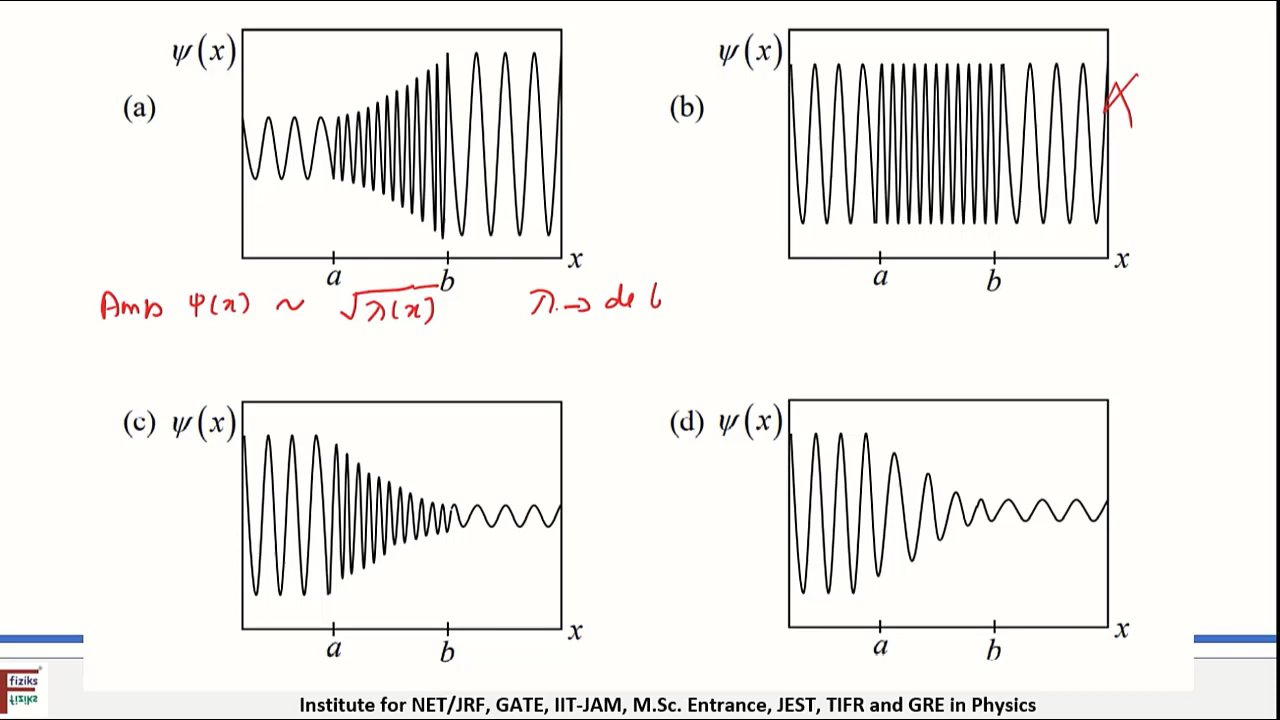 ψ(x) ψ(x)
(a) (b)
x x
a b a b
Amp ψ(x) ~ √λ(x) λ → de b
(c) ψ(x) (d) ψ(x)
x x
a b a b
fiziks
Institute for NET/JRF, GATE, IIT-JAM, M.Sc. Entrance, JEST, TIFR and GRE in Physics